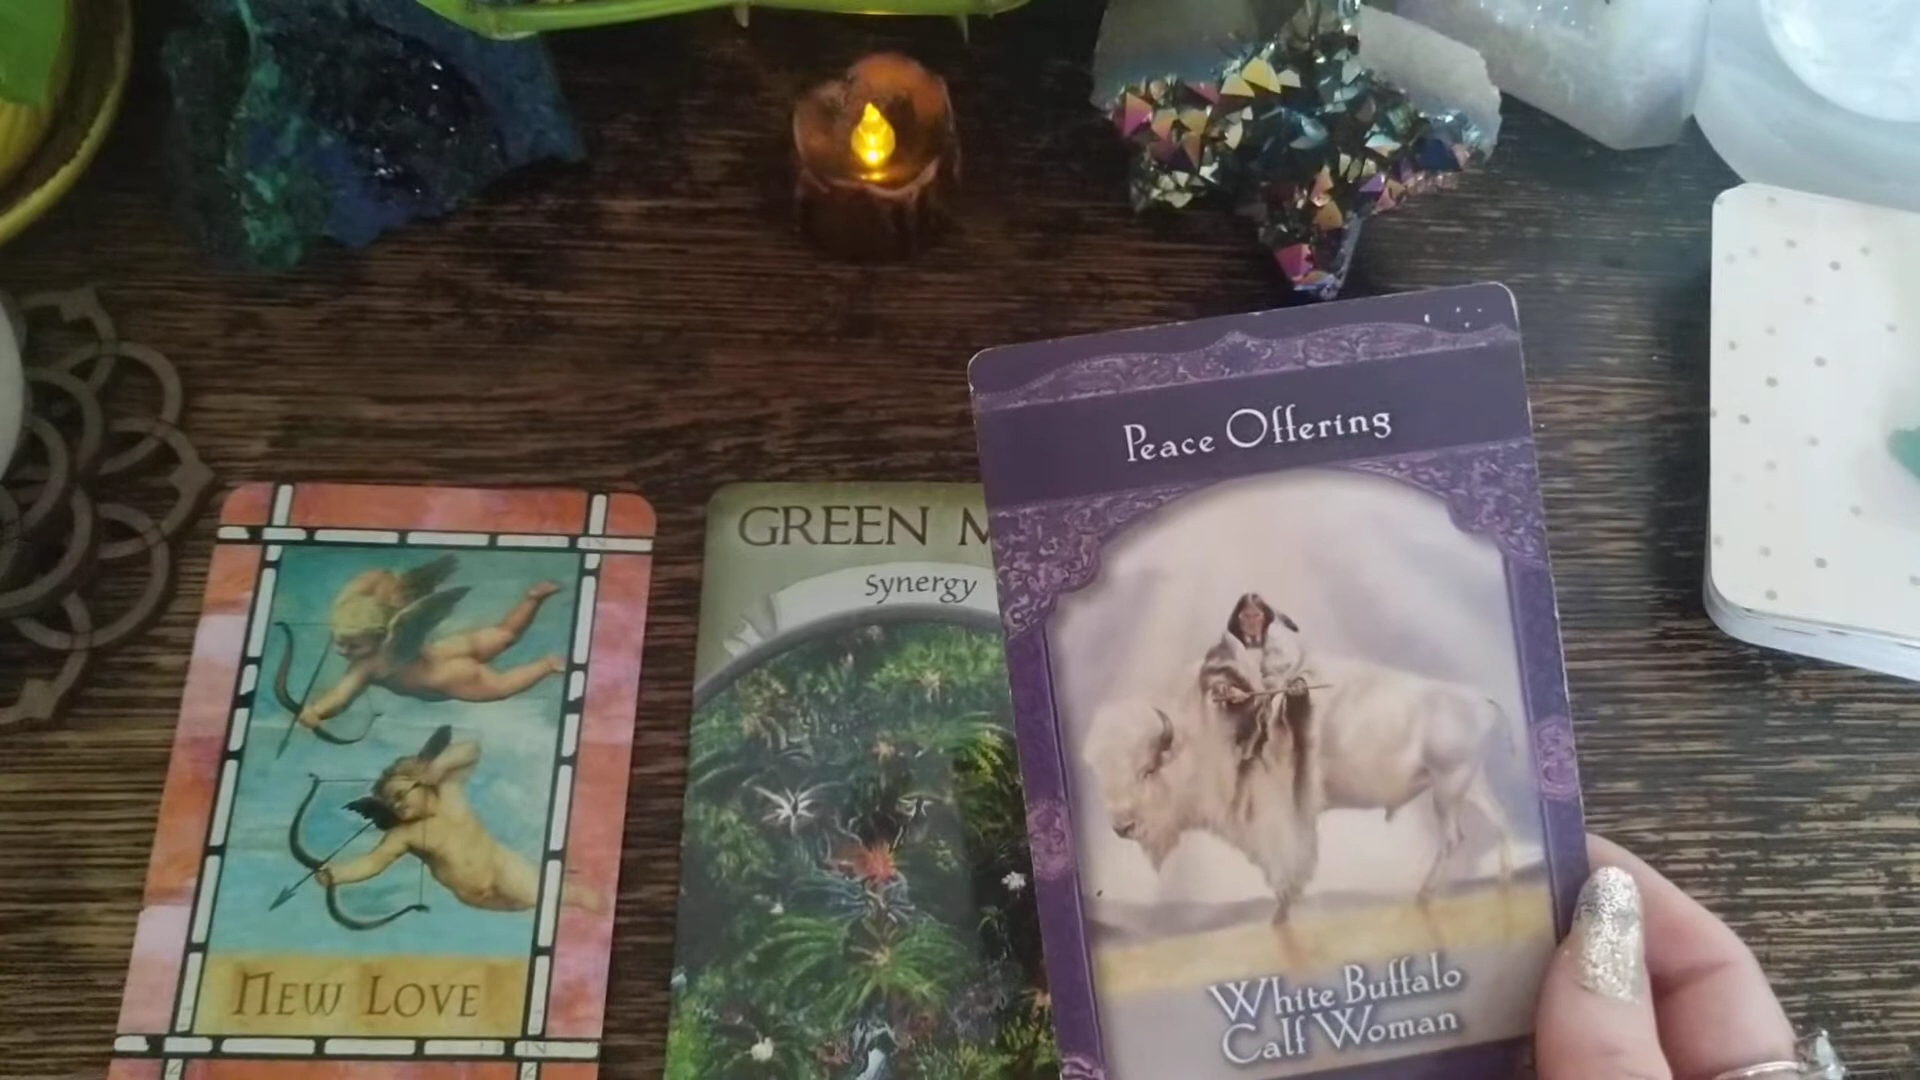 Peace Offering
GREEN
Synergy
White Buffalo
Calf Woman
NEW LOVE